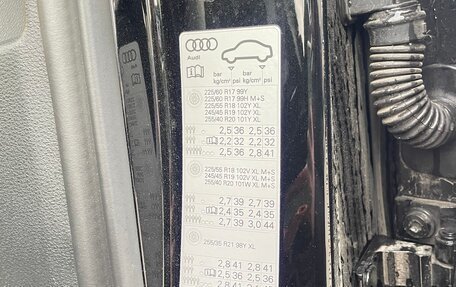 Audi
bar bar
kg/cm² psi kg/cm² psi
225/60 R17 99Y
225/60 R17 99H M+S
225/55 R18 102Y XL
245/45 R19 102Y XL
255/40 R20 101Y XL
2,5 36 2,5 36
2,2 32 2,2 32
2,5 36 2,8 41
225/55 R18 102V XL M+S
245/45 R19 102V XL M+S
255/40 R20 101W XL M+S
2,7 39 2,7 39
2,4 35 2,4 35
2,7 39 3,0 44
255/35 R21 98Y XL
2,8 41 2,8 41
2,5 36 2,5 36
2,8 41